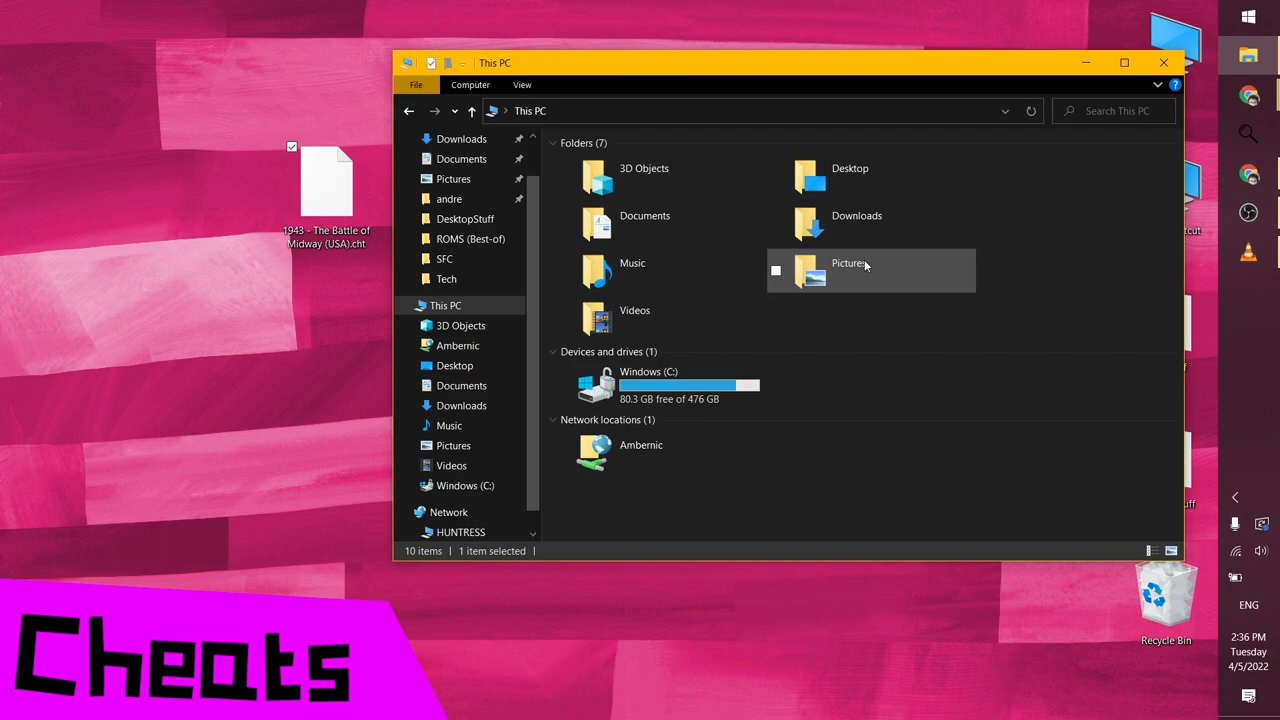 This PC
File
Computer
View
This PC
Search This PC
Downloads
Documents
Pictures
andre
DesktopStuff
ROMS (Best-of)
SFC
Tech
This PC
3D Objects
Ambernic
Desktop
Documents
Downloads
Music
Pictures
Videos
Windows (C:)
Network
HUNTRESS
Folders (7)
3D Objects
Desktop
Documents
Downloads
Music
Pictures
Videos
Devices and drives (1)
Windows (C:)
80.3 GB free of 476 GB
Network locations (1)
Ambernic
10 items
1 item selected
1943 - The Battle of
Midway (USA).cht
Recycle Bin
ENG
2:36 PM
Tuesday
4/5/2022
Cheats